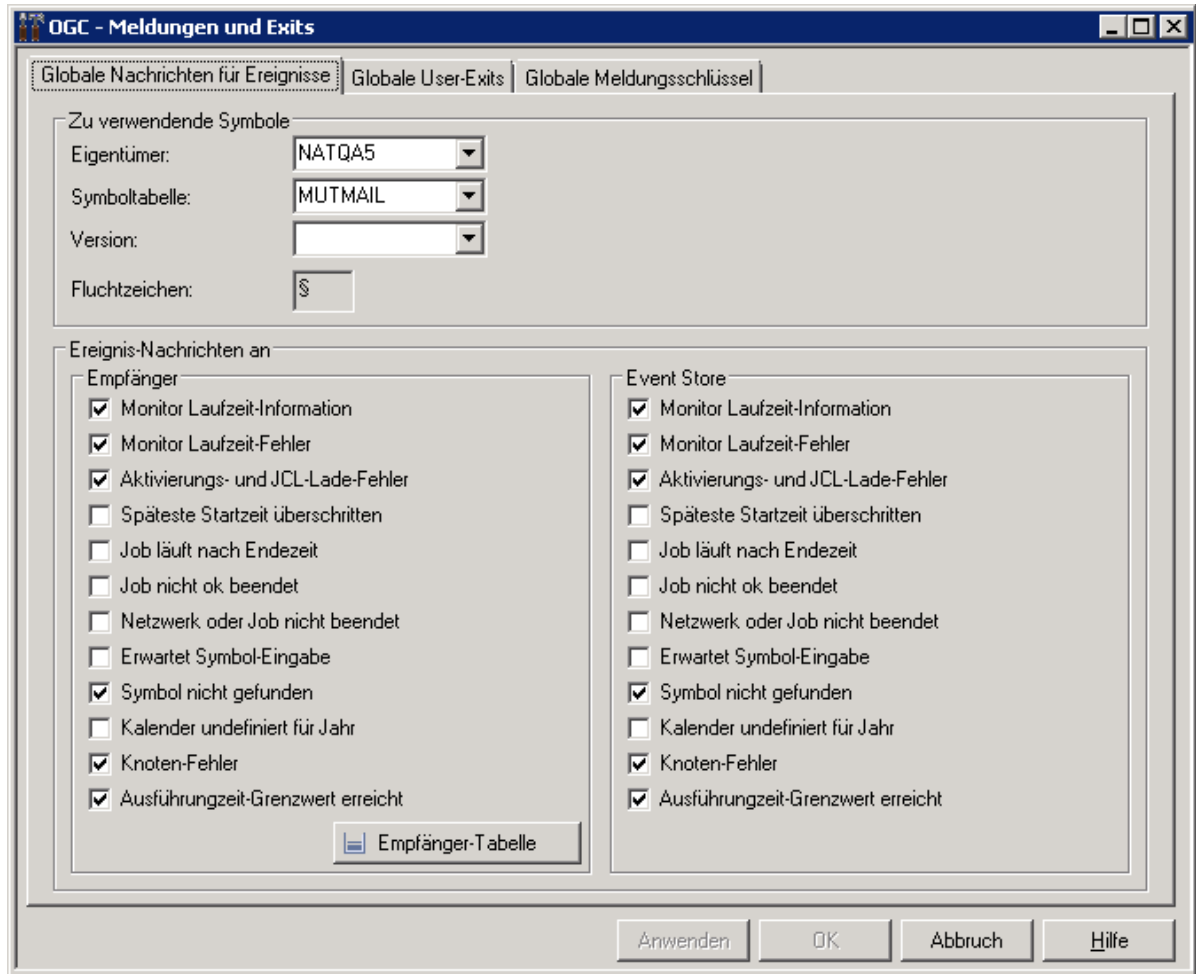 OGC - Meldungen und Exits
Globale Nachrichten für Ereignisse
Globale User-Exits
Globale Meldungsschlüssel
Zu verwendende Symbole
Eigentümer: NATQA5
Symboltabelle: MUTMAIL
Version:
Fluchtzeichen: §
Ereignis-Nachrichten an
Empfänger
Monitor Laufzeit-Information
Monitor Laufzeit-Fehler
Aktivierungs- und JCL-Lade-Fehler
Späteste Startzeit überschritten
Job läuft nach Endezeit
Job nicht ok beendet
Netzwerk oder Job nicht beendet
Erwartet Symbol-Eingabe
Symbol nicht gefunden
Kalender undefiniert für Jahr
Knoten-Fehler
Ausführungzeit-Grenzwert erreicht
Empfänger-Tabelle
Event Store
Monitor Laufzeit-Information
Monitor Laufzeit-Fehler
Aktivierungs- und JCL-Lade-Fehler
Späteste Startzeit überschritten
Job läuft nach Endezeit
Job nicht ok beendet
Netzwerk oder Job nicht beendet
Erwartet Symbol-Eingabe
Symbol nicht gefunden
Kalender undefiniert für Jahr
Knoten-Fehler
Ausführungzeit-Grenzwert erreicht
Anwenden
OK
Abbruch
Hilfe